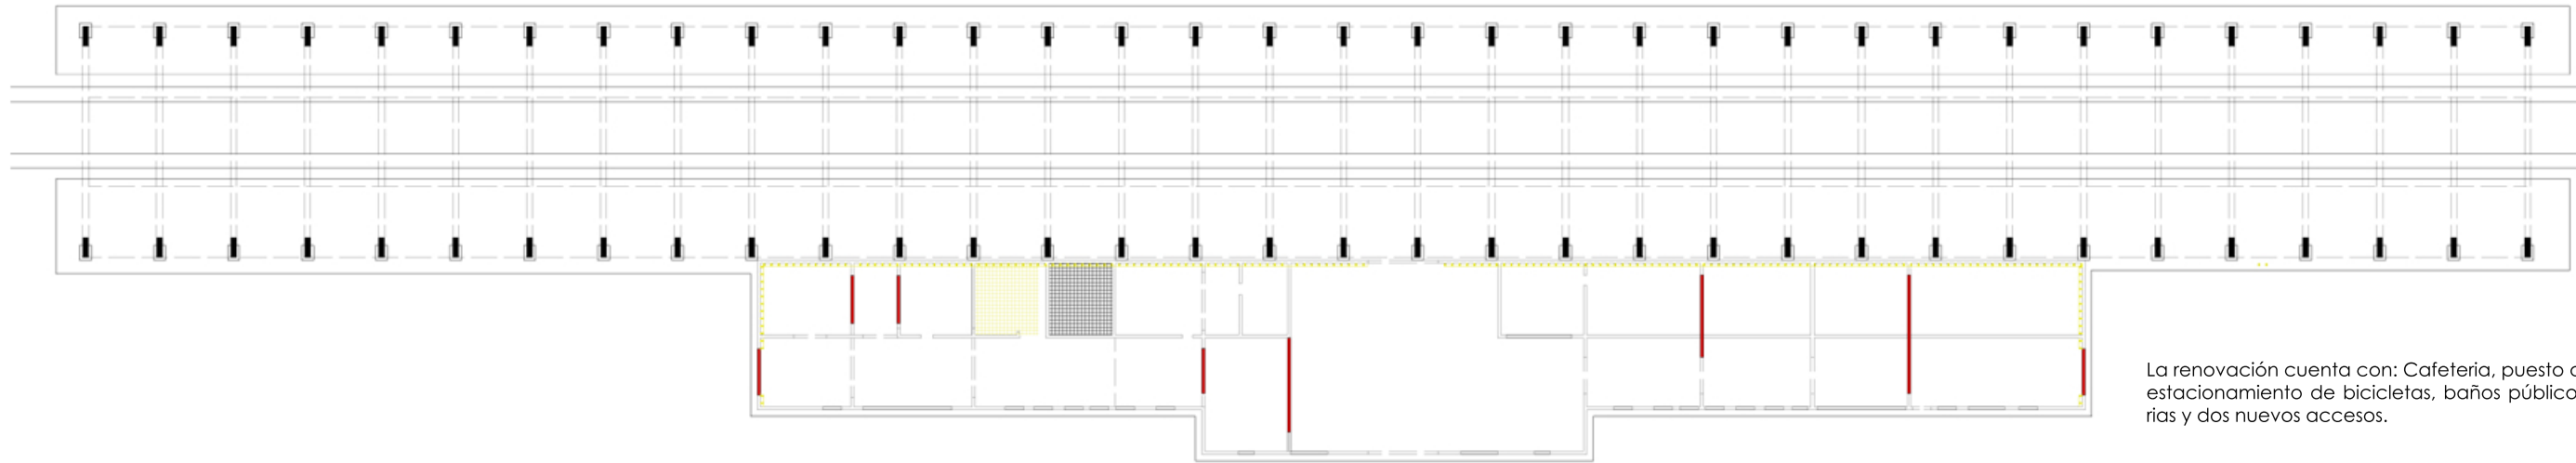 La renovación cuenta con: Cafeteria, puesto
estacionamiento de bicicletas, baños público
rias y dos nuevos accesos.